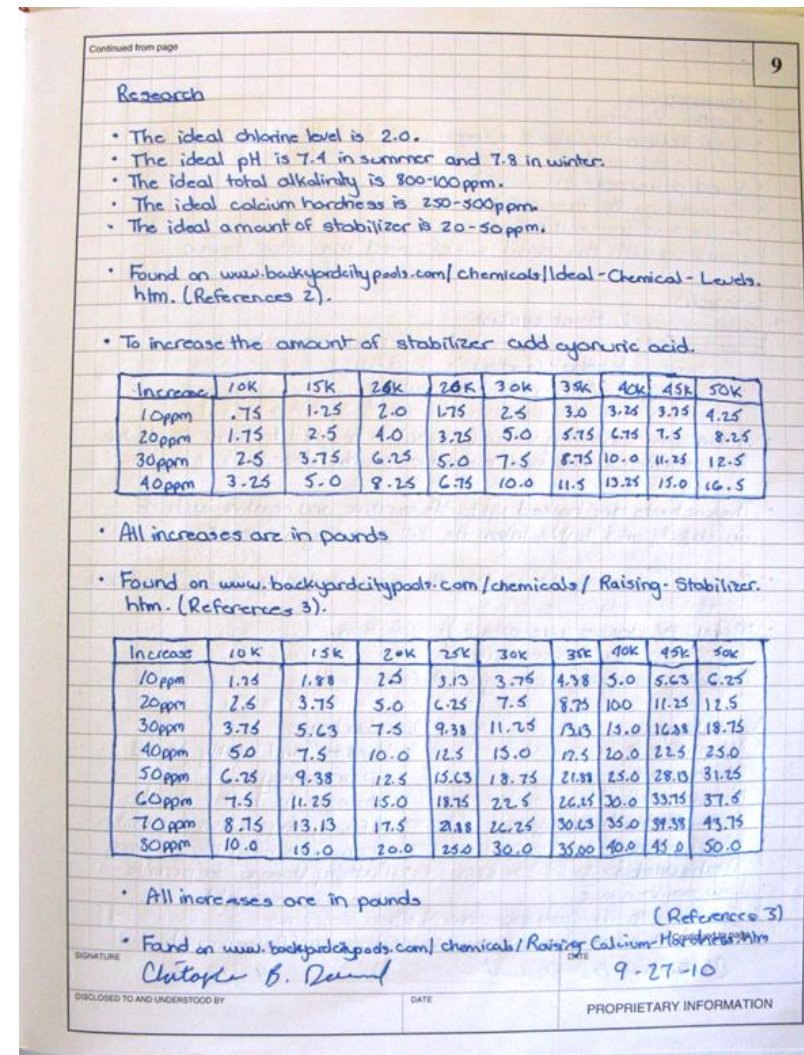 Continued from page
9
Research
• The ideal chlorine level is 2.0.
• The ideal pH is 7.4 in summer and 7.8 in winter.
• The ideal total alkalinity is 800-100ppm.
• The ideal calcium hardness is 250-500ppm.
• The ideal amount of stabilizer is 20-50ppm.
• Found on www.backyardcitypools.com/chemicals/Ideal-Chemical-Levels.
htm. (References 2).
• To increase the amount of stabilizer add cyanuric acid.
Increase 10K 15K 20K 30K 35K 40K 45K 50K
10ppm .75 1.25 2.0 1.75 2.5 3.0 3.25 3.75 4.25
20ppm 1.75 2.5 4.0 3.25 5.0 5.75 6.75 7.5 8.25
30ppm 2.5 3.75 6.25 5.0 7.5 8.75 10.0 11.25 12.5
40ppm 3.25 5.0 8.25 6.75 10.0 11.5 13.25 15.0 16.5
• All increases are in pounds
• Found on www.backyardcitypools.com/chemicals/Raising-Stabilizer.
htm. (References 3).
Increase 10K 15K 20K 25K 30K 35K 40K 45K 50K
10ppm 1.25 1.88 2.5 3.13 3.75 4.38 5.0 5.63 6.25
20ppm 2.5 3.75 5.0 6.25 7.5 8.75 100 11.25 12.5
30ppm 3.75 5.63 7.5 9.38 11.25 13.13 15.0 16.88 18.75
40ppm 5.0 7.5 10.0 12.5 15.0 17.5 20.0 22.5 25.0
50ppm 6.25 9.38 12.5 15.63 18.75 21.88 25.0 28.13 31.25
60ppm 7.5 11.25 15.0 18.75 22.5 26.25 30.0 33.75 37.5
70ppm 8.75 13.13 17.5 21.88 26.25 30.63 35.0 39.38 43.75
80ppm 10.0 15.0 20.0 25.0 30.0 35.00 40.0 45.0 50.0
• All increases are in pounds
(References 3)
• Found on www.backyardcitypools.com/chemicals/Raising-Calcium-Hardness.htm
Continued to page
SIGNATURE
DATE
B.
9-27-10
DISCLOSED TO AND UNDERSTOOD BY
DATE
PROPRIETARY INFORMATION